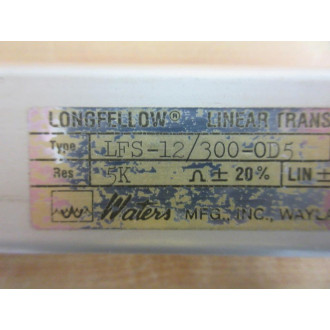 LONGFELLOW® LINEAR TRANS
Type LFS-12/300-0D5
Res 5K Ω ± 20% LIN ±
Waters MFG., INC., WAYL